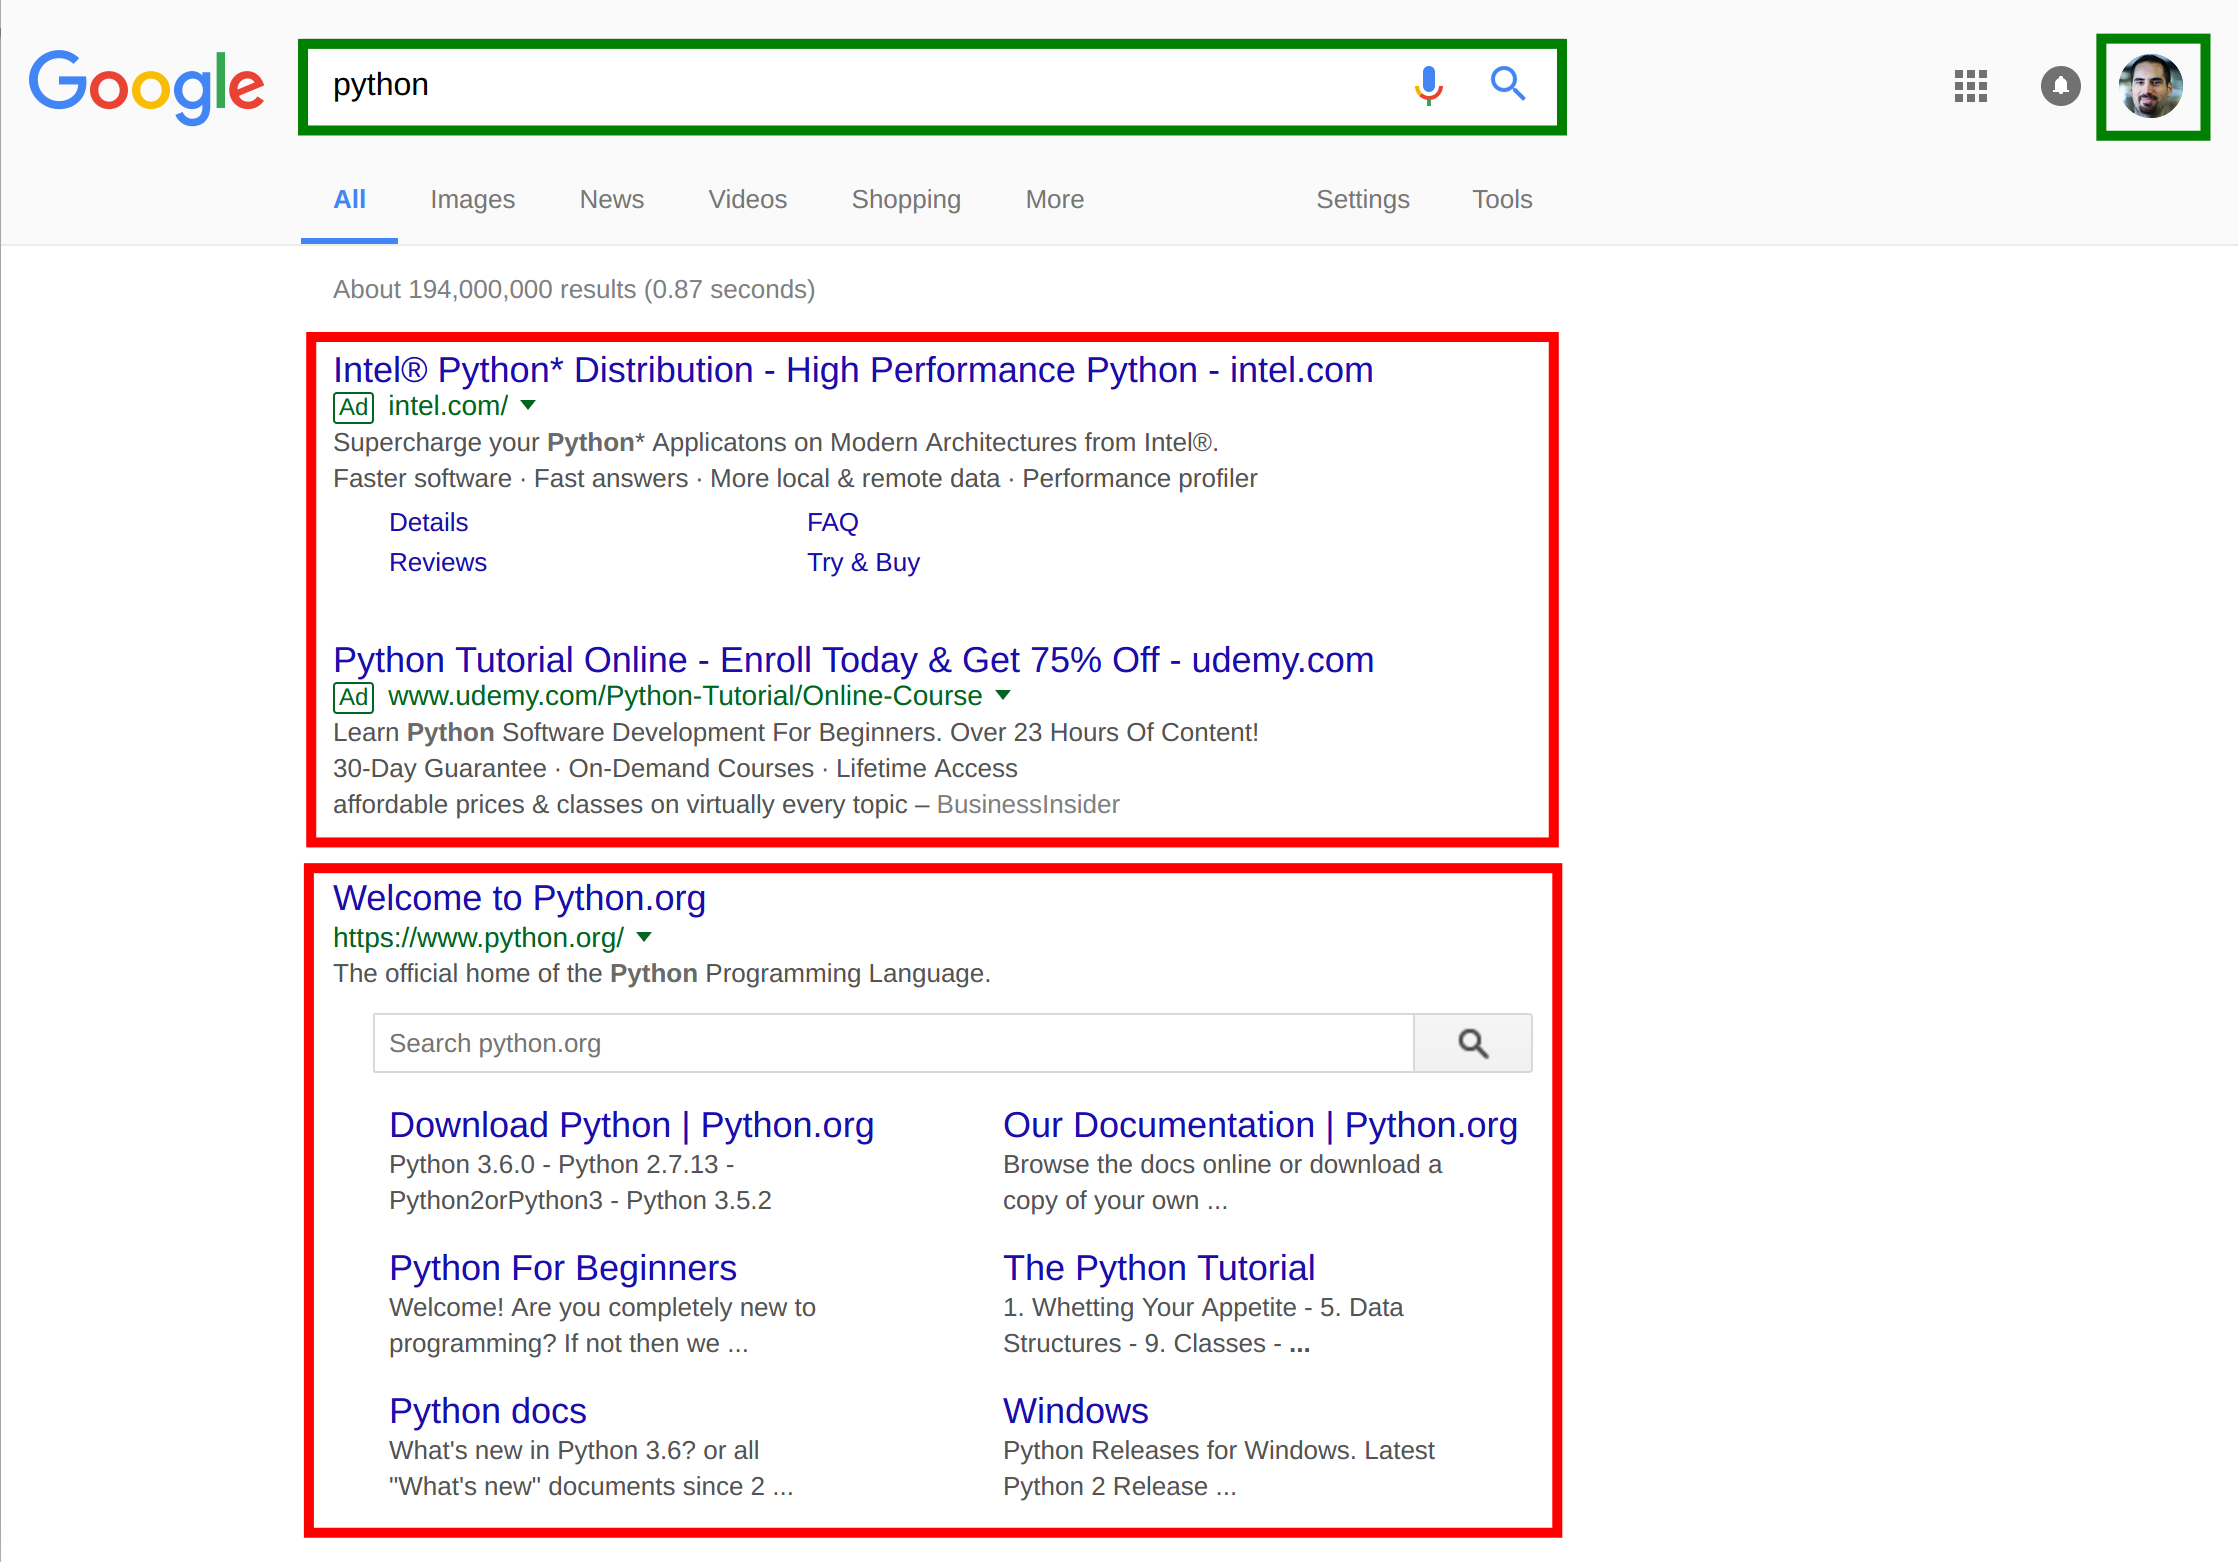 Google
python
All Images News Videos Shopping More Settings Tools
About 194,000,000 results (0.87 seconds)
Intel® Python* Distribution - High Performance Python - intel.com
Ad intel.com/
Supercharge your Python* Applicatons on Modern Architectures from Intel®.
Faster software · Fast answers · More local & remote data · Performance profiler
Details FAQ
Reviews Try & Buy
Python Tutorial Online - Enroll Today & Get 75% Off - udemy.com
Ad www.udemy.com/Python-Tutorial/Online-Course
Learn Python Software Development For Beginners. Over 23 Hours Of Content!
30-Day Guarantee · On-Demand Courses · Lifetime Access
affordable prices & classes on virtually every topic – BusinessInsider
Welcome to Python.org
https://www.python.org/
The official home of the Python Programming Language.
Search python.org
Download Python | Python.org
Python 3.6.0 - Python 2.7.13 -
Python2orPython3 - Python 3.5.2
Our Documentation | Python.org
Browse the docs online or download a
copy of your own ...
Python For Beginners
Welcome! Are you completely new to
programming? If not then we ...
The Python Tutorial
1. Whetting Your Appetite - 5. Data
Structures - 9. Classes - ...
Python docs
What's new in Python 3.6? or all
"What's new" documents since 2 ...
Windows
Python Releases for Windows. Latest
Python 2 Release ...